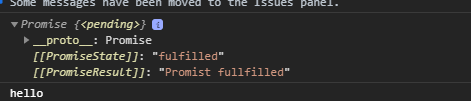 Some messages have been moved to the Issues panel.
▼Promise {<pending>} i
▶__proto__: Promise
[[PromiseState]]: "fulfilled"
[[PromiseResult]]: "Promist fullfilled"
hello